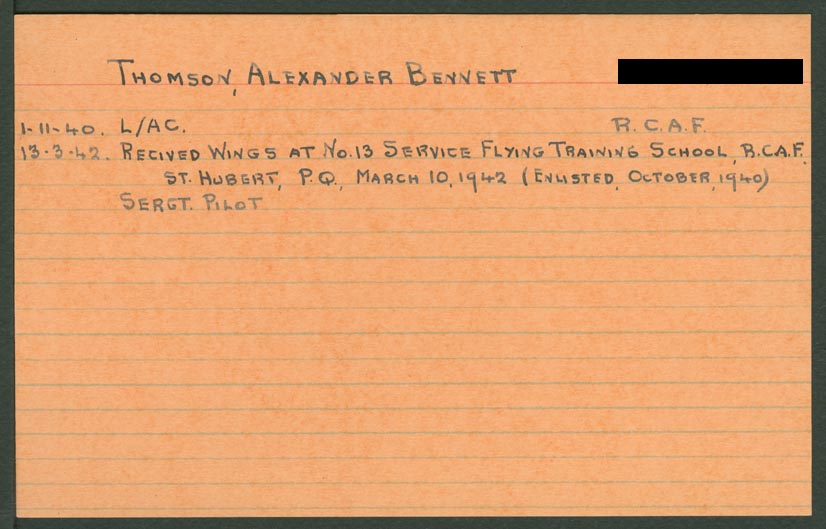 THOMSON, ALEXANDER BENNETT
1-11-40. L/AC. R.C.A.F.
13-3-42. RECIVED WINGS AT NO.13 SERVICE FLYING TRAINING SCHOOL, R.C.A.F.
ST. HUBERT, P.Q., MARCH 10, 1942 (ENLISTED, OCTOBER, 1940)
SERGT. PILOT